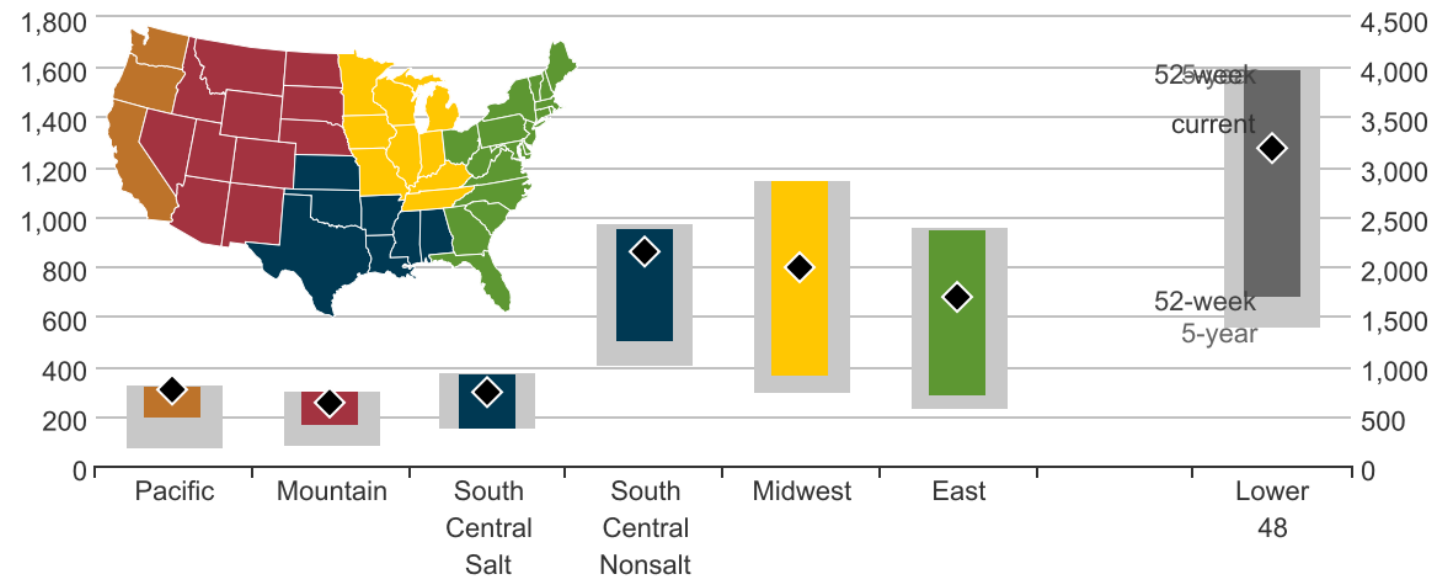 1,800
1,600
1,400
1,200
1,000
800
600
400
200
0
4,500
4,000
3,500
3,000
2,500
2,000
1,500
1,000
500
0
52-week
5-year
current
52-week
5-year
Pacific
Mountain
South
Central
Salt
South
Central
Nonsalt
Midwest
East
Lower
48